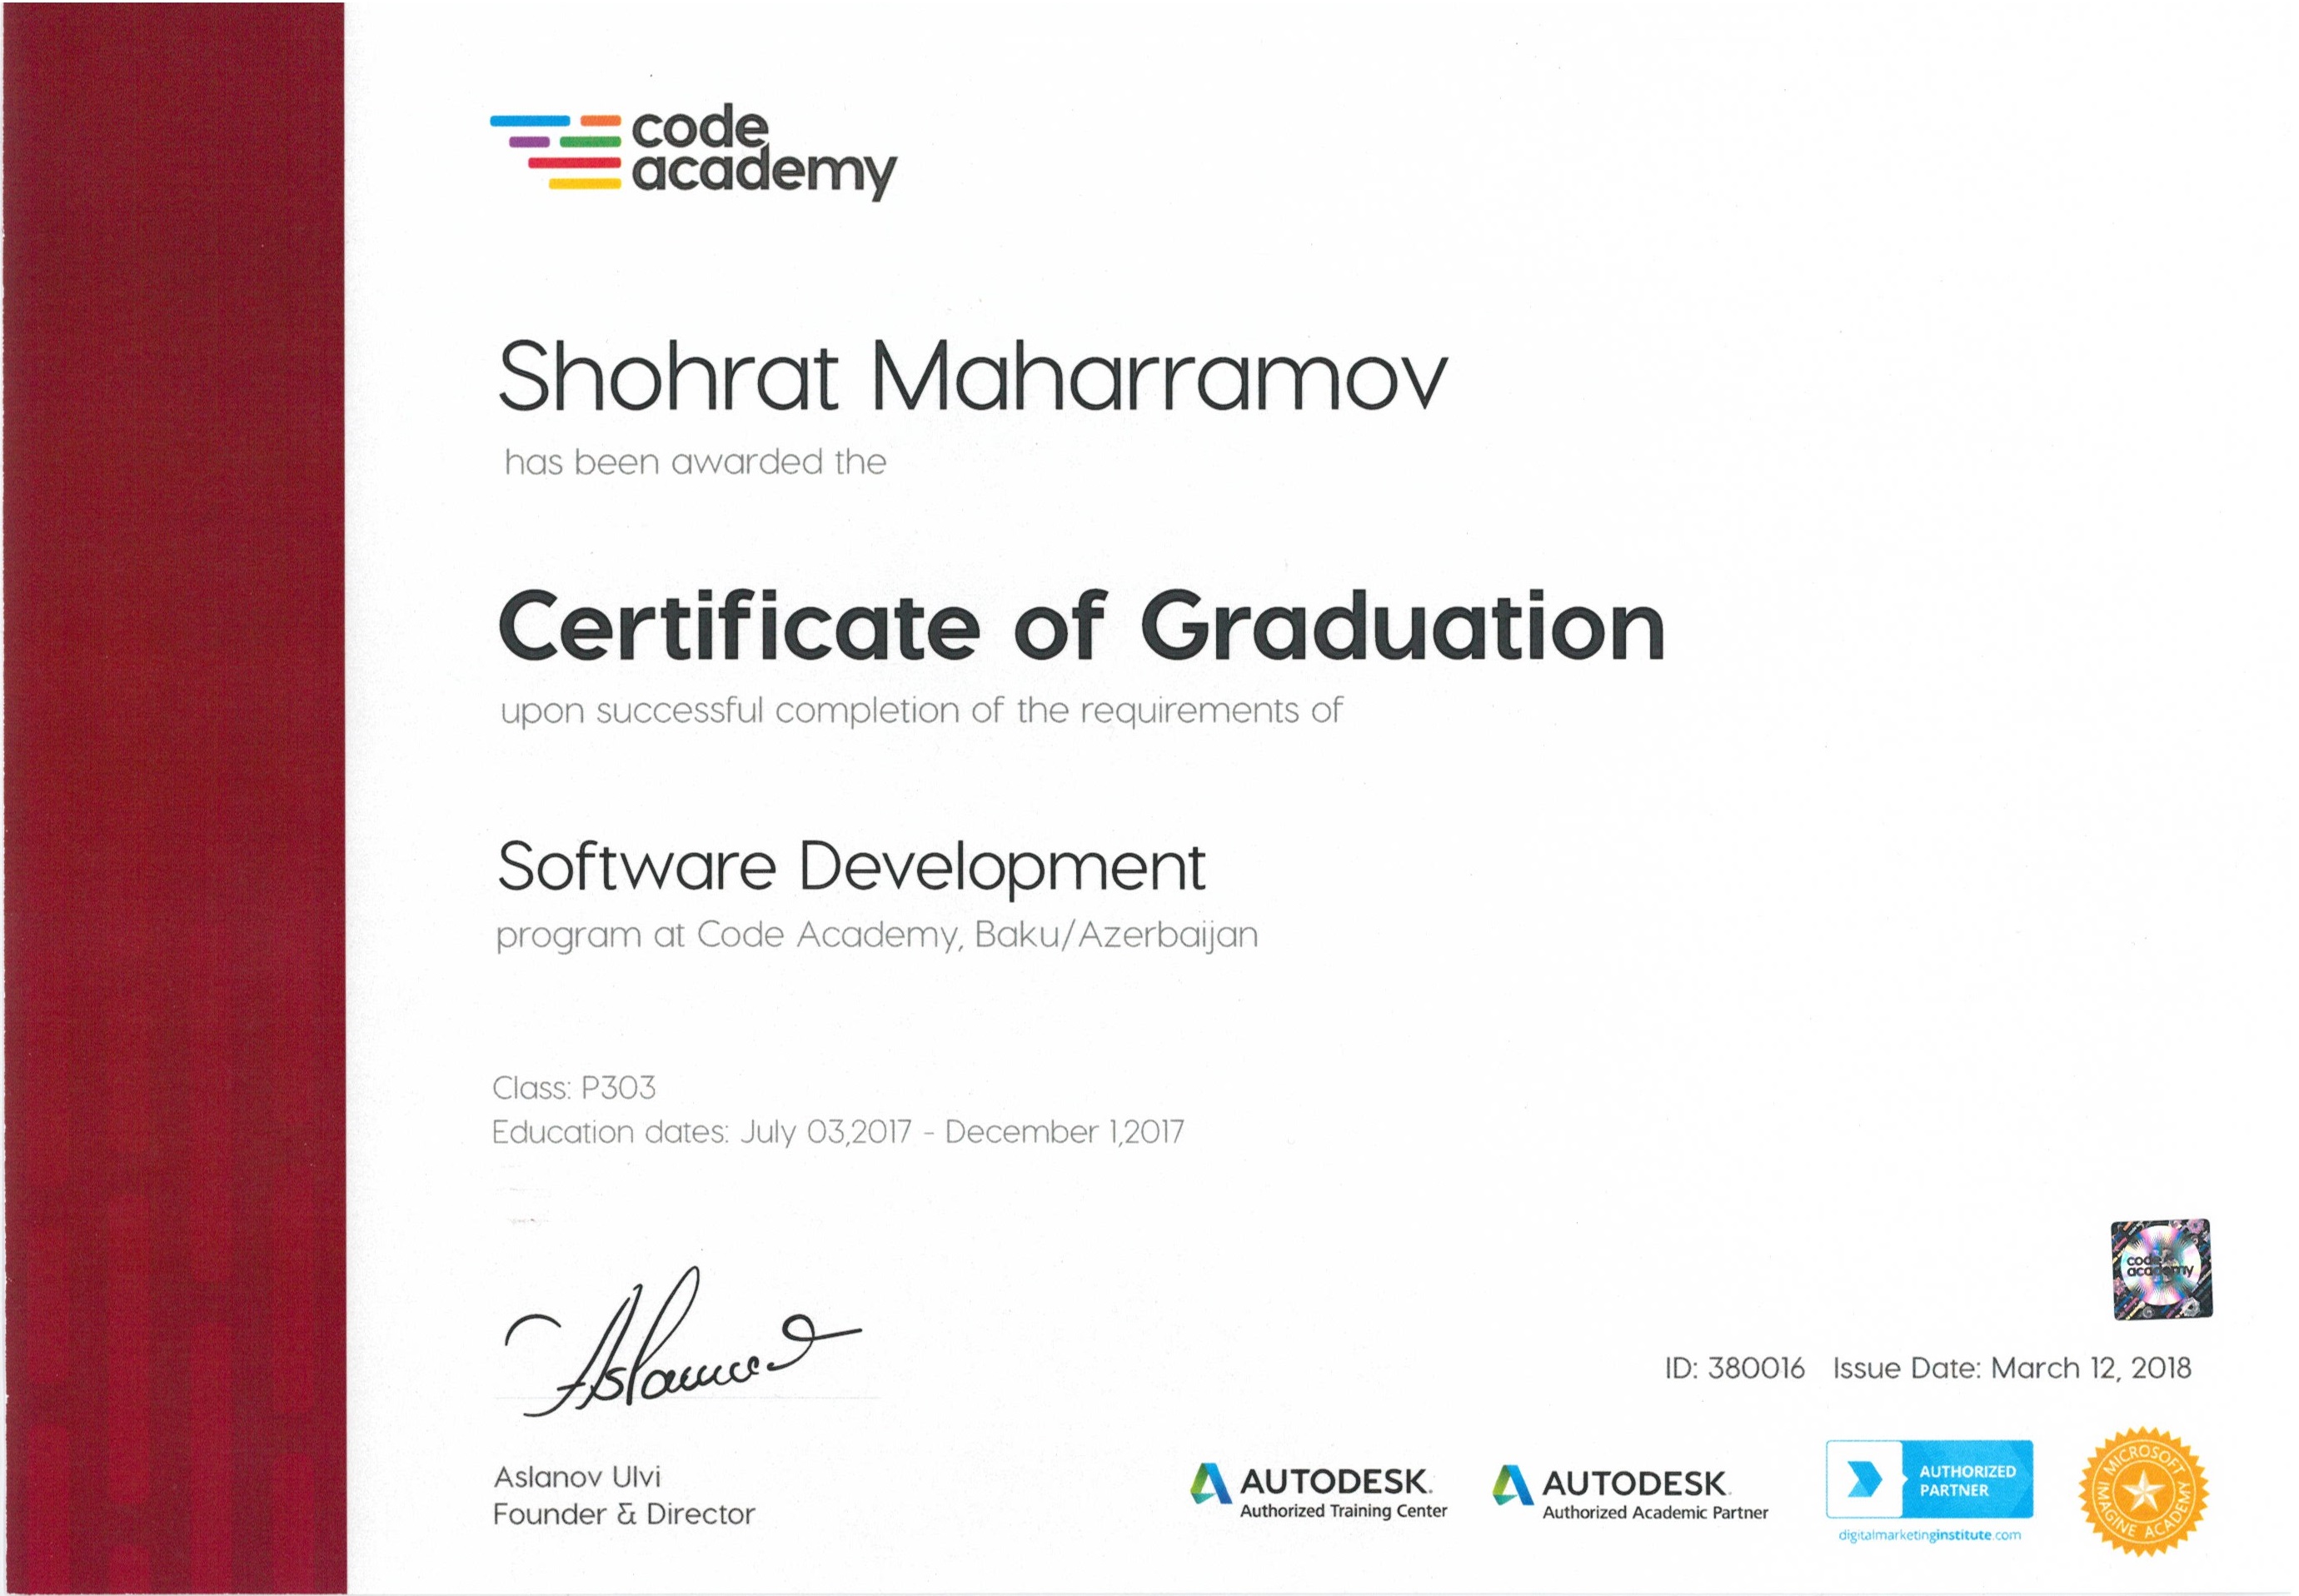 code
academy
Shohrat Maharramov
has been awarded the
Certificate of Graduation
upon successful completion of the requirements of
Software Development
program at Code Academy, Baku/Azerbaijan
Class: P303
Education dates: July 03,2017 - December 1,2017
code
academy
ID: 380016 Issue Date: March 12, 2018
Aslanov Ulvi
Founder & Director
AUTODESK.
Authorized Training Center
AUTODESK.
Authorized Academic Partner
AUTHORIZED
PARTNER
digitalmarketinginstitute.com
MICROSOFT
IMAGINE ACADEMY